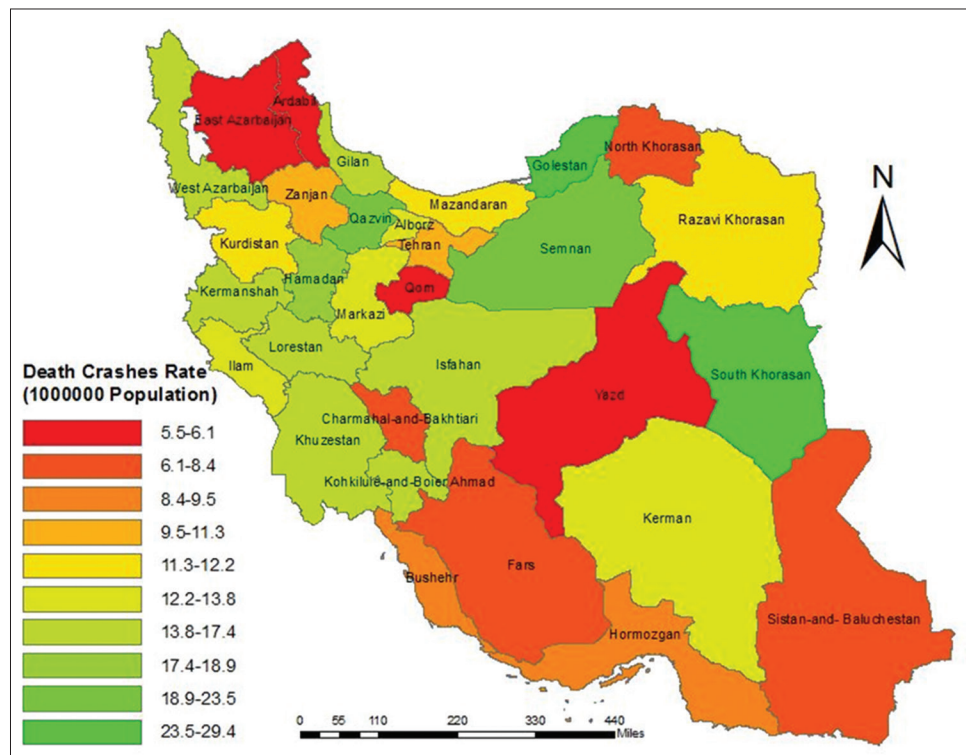 Ardabil
East Azarbaijan
Gilan
West Azarbaijan
Zanjan
Golestan
North Khorasan
N
Mazandaran
Qazvin
Alborz
Razavi Khorasan
Kurdistan
Tehran
Semnan
Hamadan
Qom
Kermanshah
Markazi
Lorestan
Isfahan
Ilam
South Khorasan
Yazd
Charmahal-and-Bakhtiari
Khuzestan
Kohkilure-and-Boier Ahmad
Kerman
Fars
Bushehr
Hormozgan
Sistan-and- Baluchestan
Death Crashes Rate
(1000000 Population)
5.5-6.1
6.1-8.4
8.4-9.5
9.5-11.3
11.3-12.2
12.2-13.8
13.8-17.4
17.4-18.9
18.9-23.5
23.5-29.4
0 55 110 220 330 440
Miles